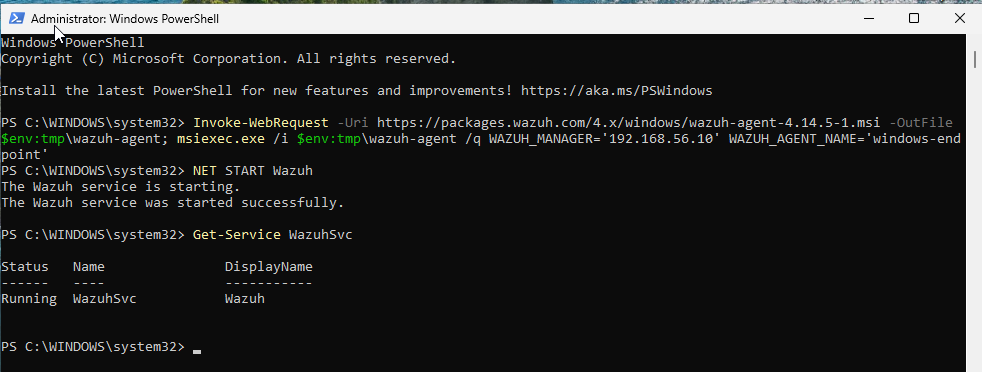 Administrator: Windows PowerShell
Windows PowerShell
Copyright (C) Microsoft Corporation. All rights reserved.
Install the latest PowerShell for new features and improvements! https://aka.ms/PSWindows
PS C:\WINDOWS\system32> Invoke-WebRequest -Uri https://packages.wazuh.com/4.x/windows/wazuh-agent-4.14.5-1.msi -OutFile
$env:tmp\wazuh-agent; msiexec.exe /i $env:tmp\wazuh-agent /q WAZUH_MANAGER='192.168.56.10' WAZUH_AGENT_NAME='windows-end
point'
PS C:\WINDOWS\system32> NET START Wazuh
The Wazuh service is starting.
The Wazuh service was started successfully.
PS C:\WINDOWS\system32> Get-Service WazuhSvc
Status   Name               DisplayName
------   ----               -----------
Running  WazuhSvc           Wazuh
PS C:\WINDOWS\system32>